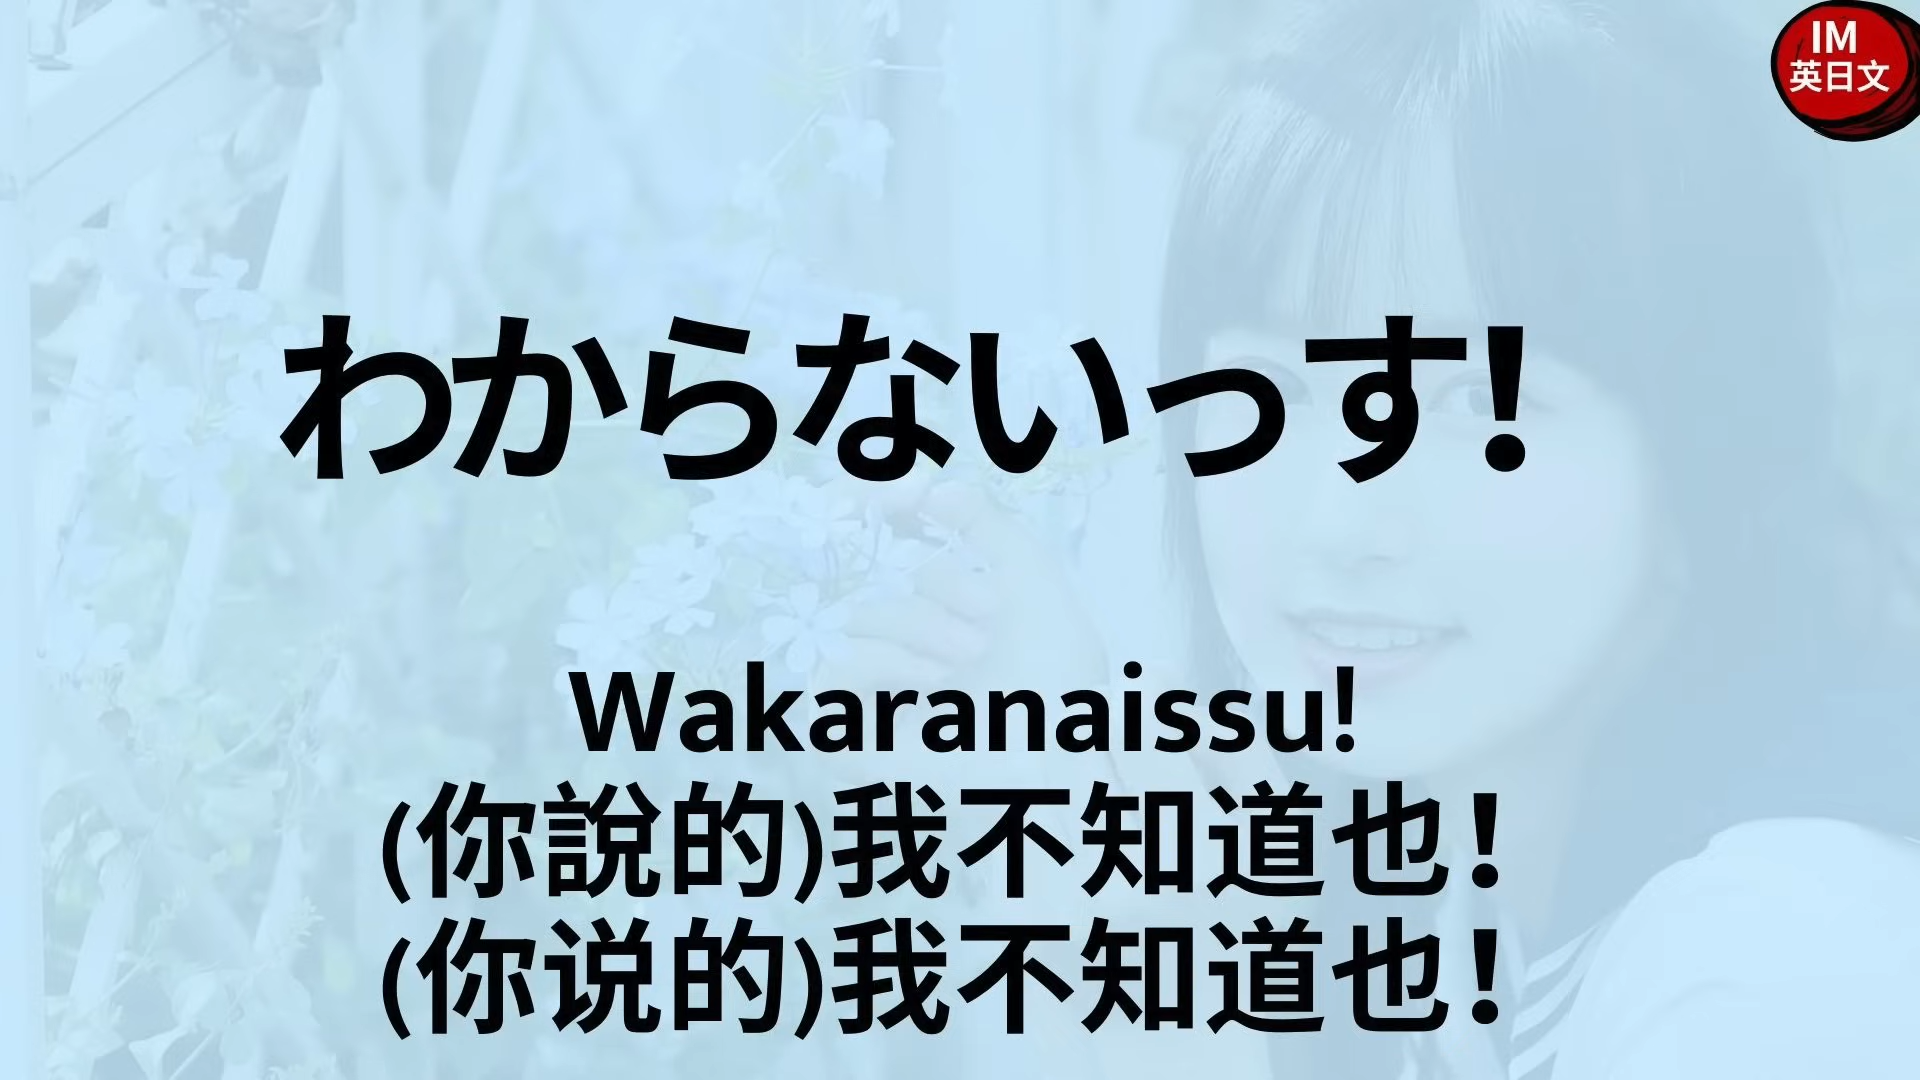 IM
英日文
わからないっす！
Wakaranaissu!
(你說的)我不知道也！
(你说的)我不知道也！